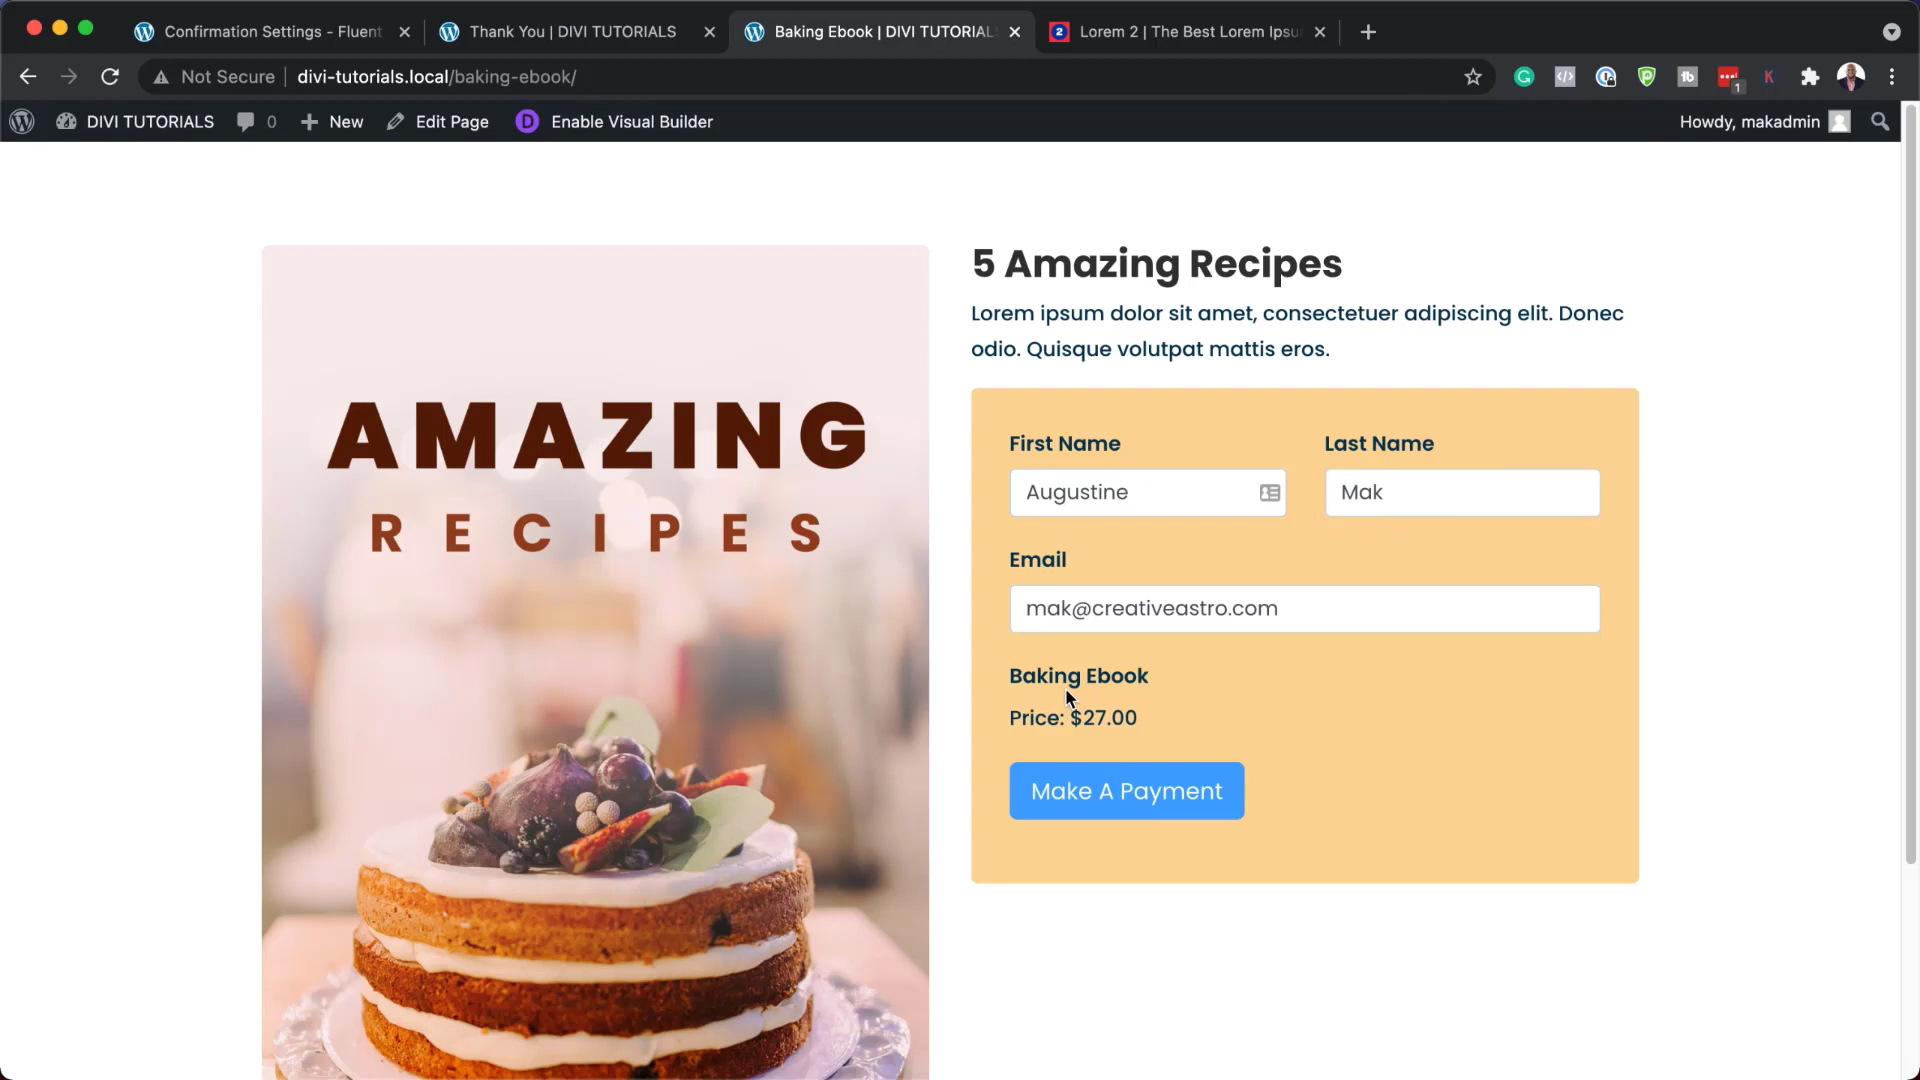 Confirmation Settings - Fluent
Thank You | DIVI TUTORIALS
Baking Ebook | DIVI TUTORIALS
Lorem 2 | The Best Lorem Ipsu
Not Secure
divi-tutorials.local/baking-ebook/
1
DIVI TUTORIALS
0
New
Edit Page
D
Enable Visual Builder
Howdy, makadmin
AMAZING
RECIPES
5 Amazing Recipes
Lorem ipsum dolor sit amet, consectetuer adipiscing elit. Donec
odio. Quisque volutpat mattis eros.
First Name
Last Name
Augustine
Mak
Email
mak@creativeastro.com
Baking Ebook
Price: $27.00
Make A Payment